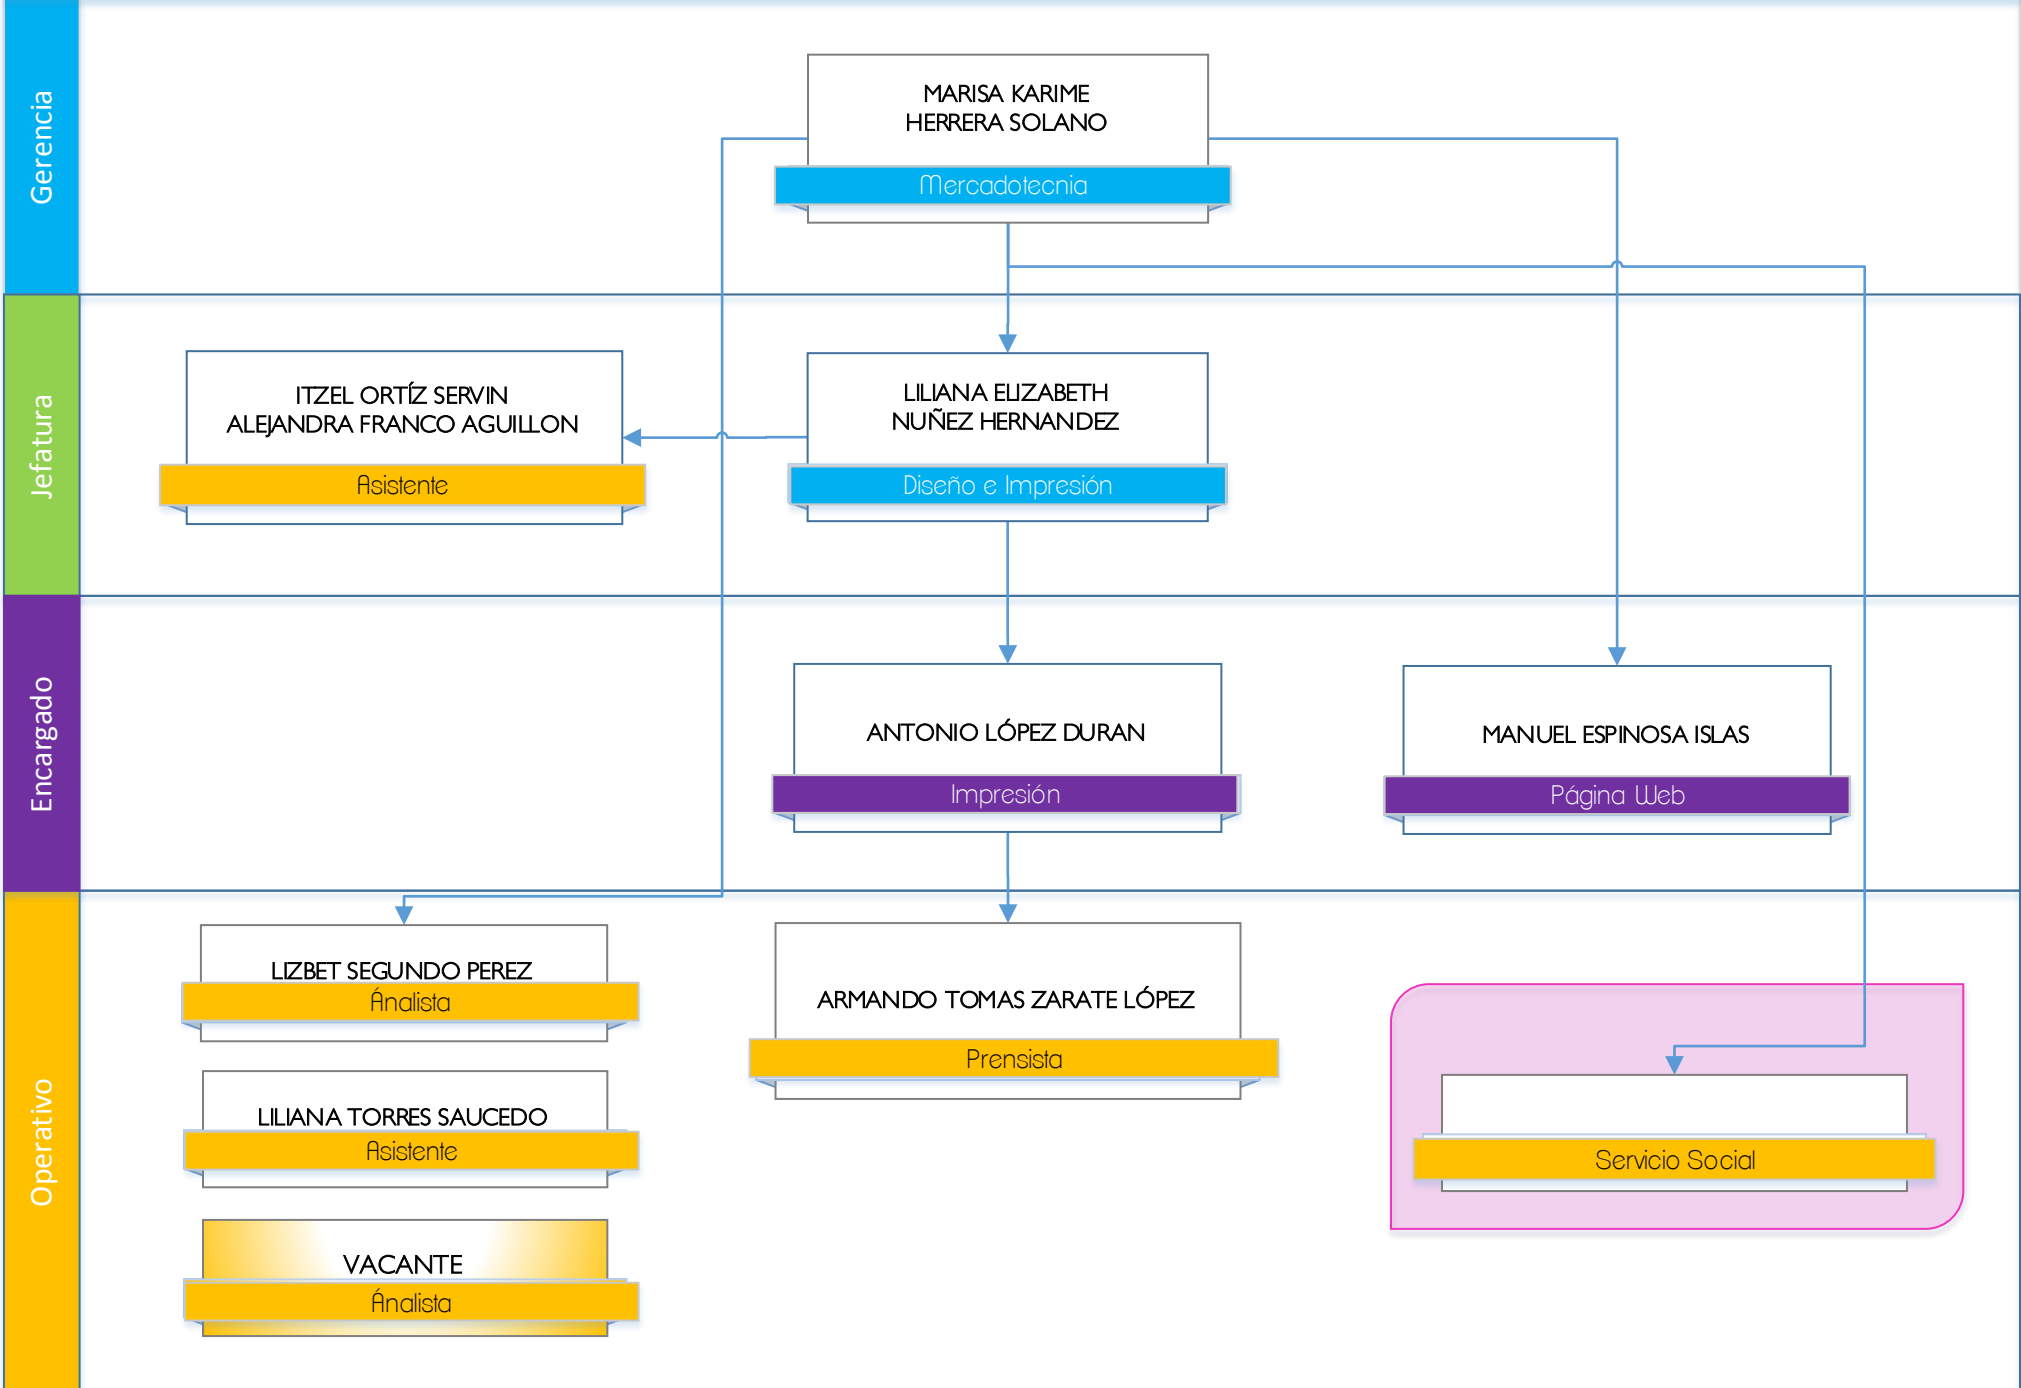 Gerencia
MARISA KARIME
HERRERA SOLANO
Mercadotecnia
Jefatura
ITZEL ORTÍZ SERVIN
ALEJANDRA FRANCO AGUILLON
Asistente
LILIANA ELIZABETH
NUÑEZ HERNANDEZ
Diseño e Impresión
Encargado
ANTONIO LÓPEZ DURAN
Impresión
MANUEL ESPINOSA ISLAS
Página Web
Operativo
LIZBET SEGUNDO PEREZ
Ánalista
LILIANA TORRES SAUCEDO
Asistente
VACANTE
Ánalista
ARMANDO TOMAS ZARATE LÓPEZ
Prensista
Servicio Social